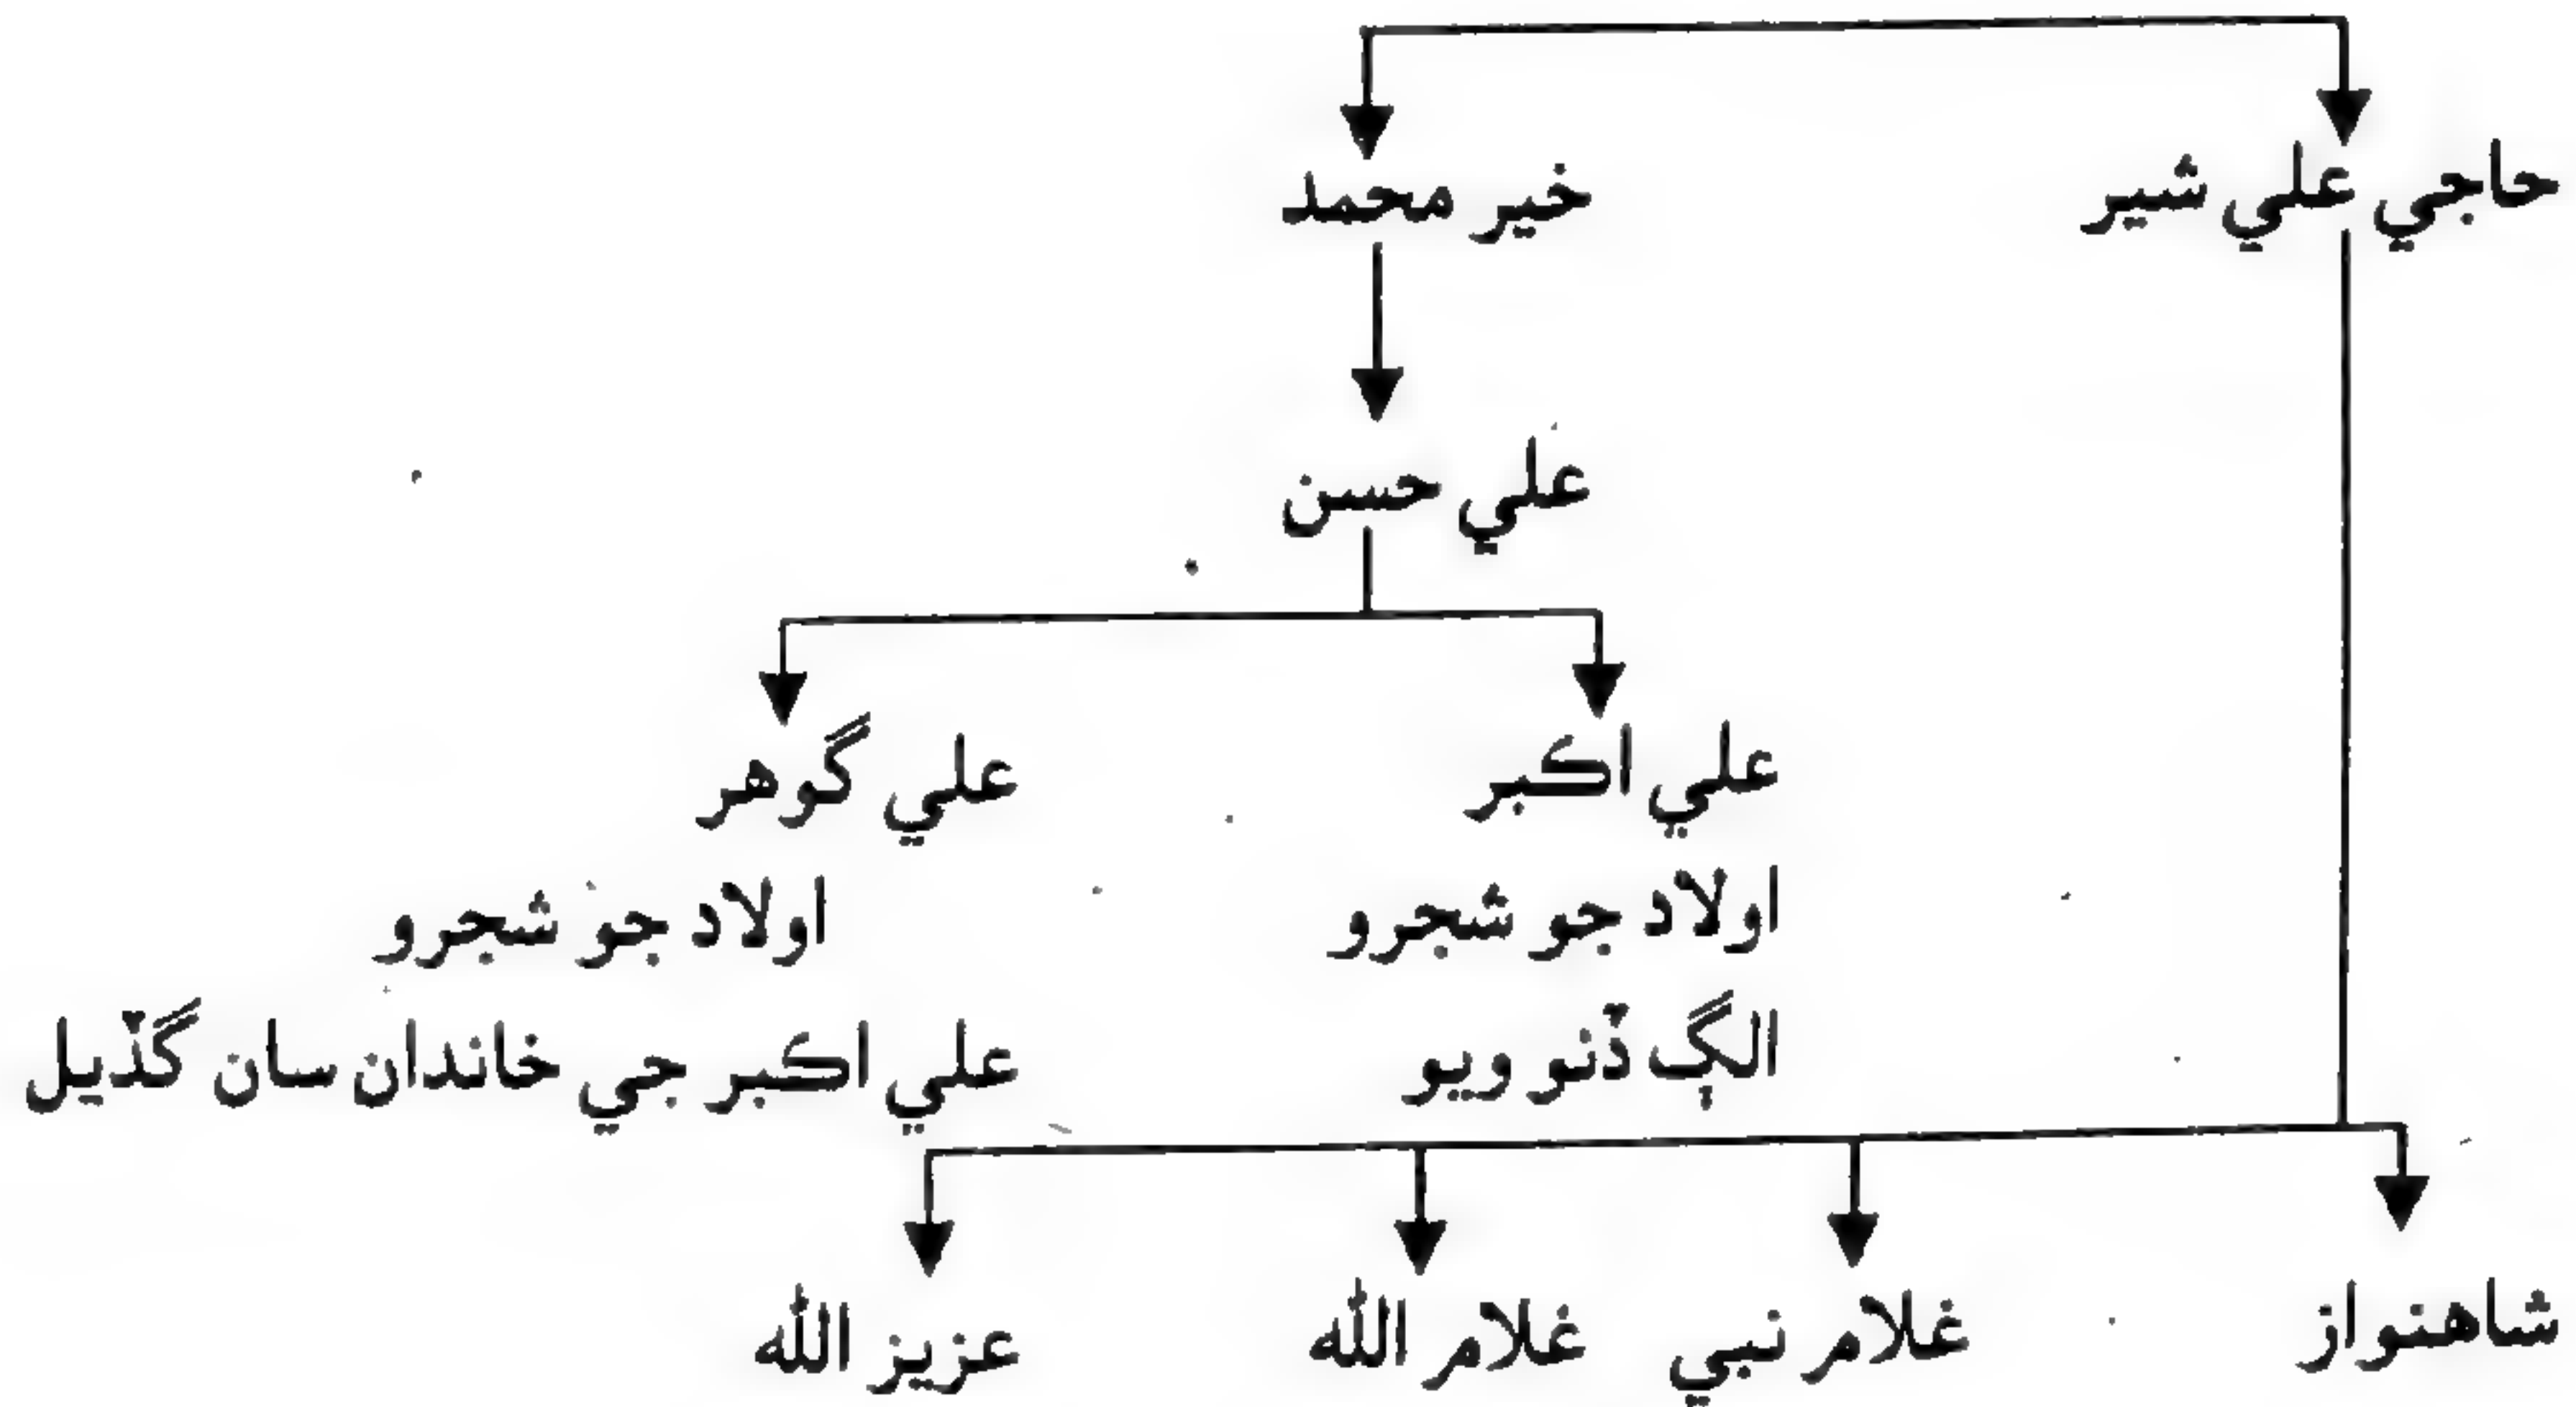 حاجي علي شير
خير محمد
علي حسن
علي اڪبر
اولاد جو شجرو
الڳ ڏنو ويو
علي گوهر
اولاد جو شجرو
علي اڪبر جي خاندان سان گڏيل
شاهنواز
غلام نبي
غلام الله
عزيز الله